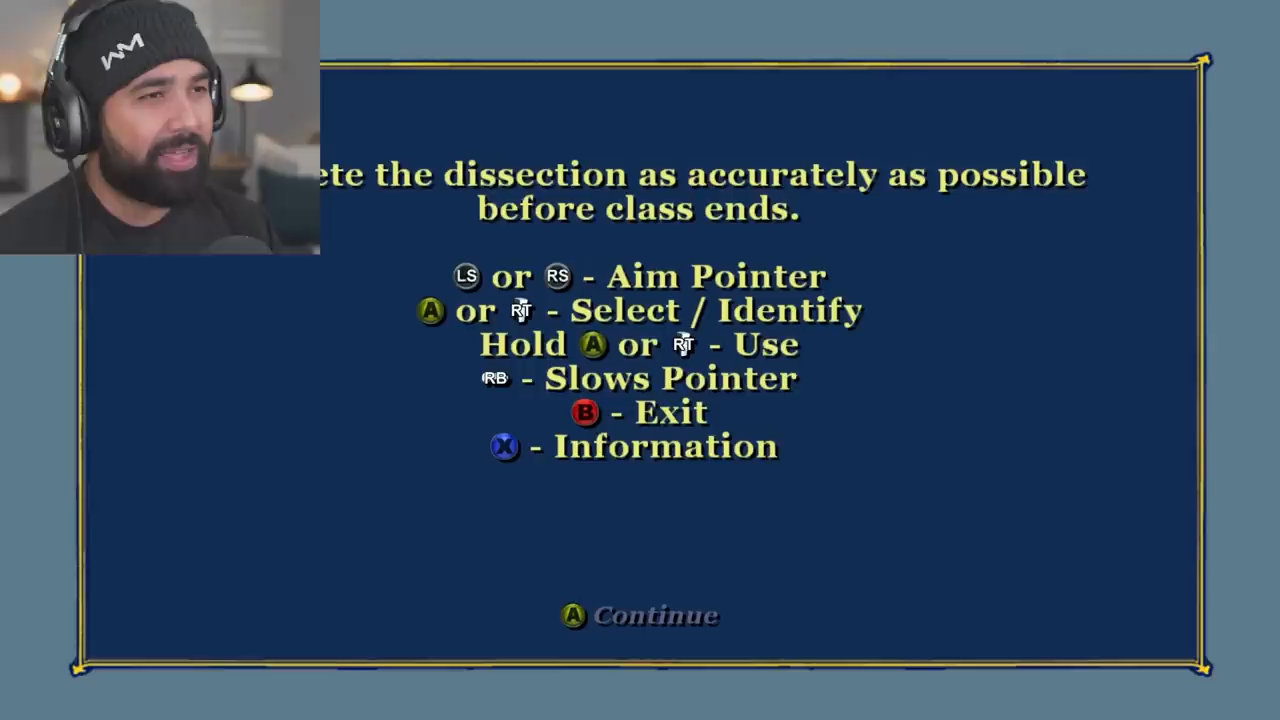 the dissection as accurately as possible
before class ends.
LS or RS - Aim Pointer
A or RT - Select / Identify
Hold A or RT - Use
RB - Slows Pointer
B - Exit
X - Information
A Continue